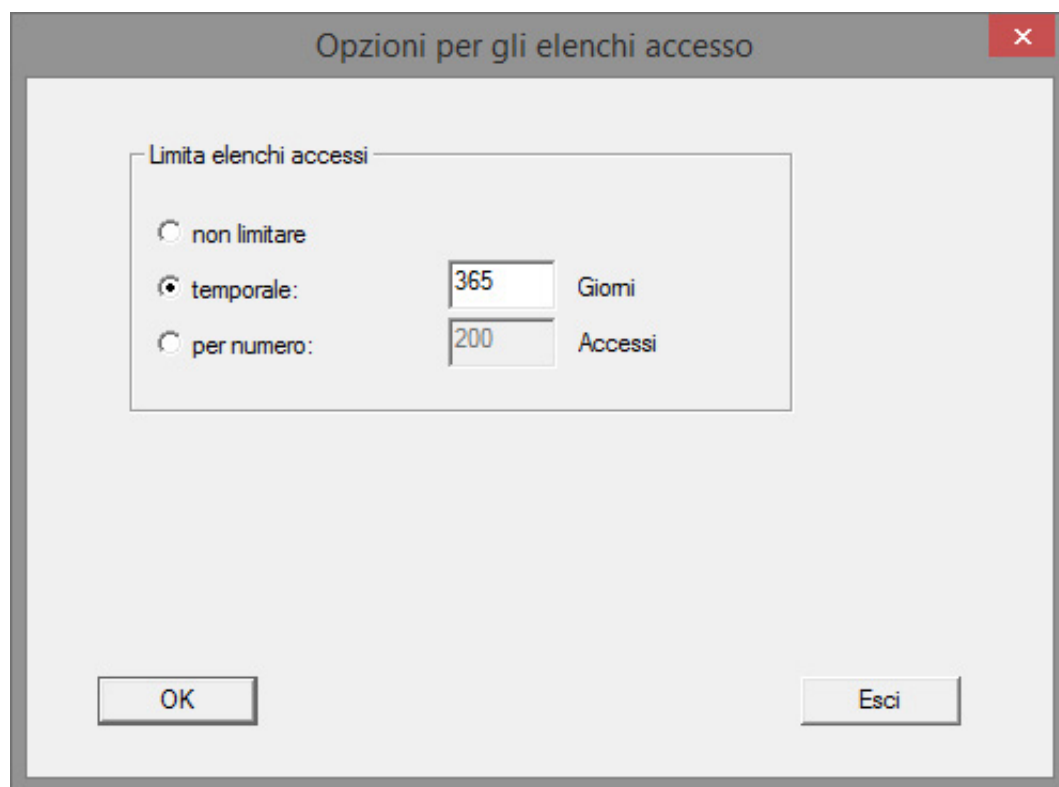 Opzioni per gli elenchi accesso
Limita elenchi accessi
non limitare
temporale: 365 Giorni
per numero: 200 Accessi
OK Esci